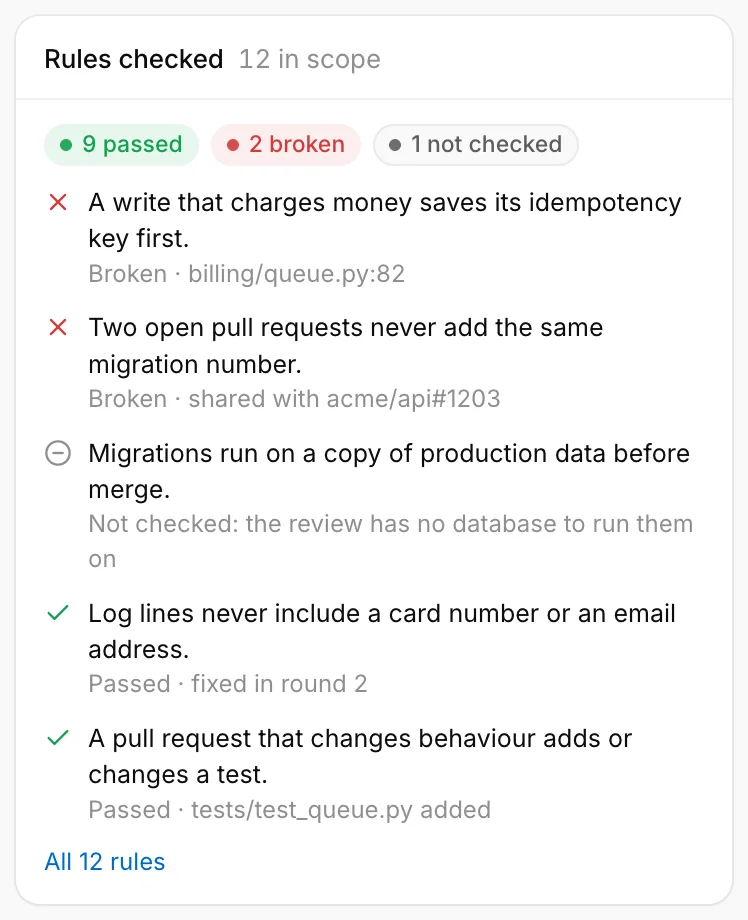 Rules checked 12 in scope
9 passed 2 broken 1 not checked
A write that charges money saves its idempotency
key first.
Broken · billing/queue.py:82
Two open pull requests never add the same
migration number.
Broken · shared with acme/api#1203
Migrations run on a copy of production data before
merge.
Not checked: the review has no database to run them
on
Log lines never include a card number or an email
address.
Passed · fixed in round 2
A pull request that changes behaviour adds or
changes a test.
Passed · tests/test_queue.py added
All 12 rules